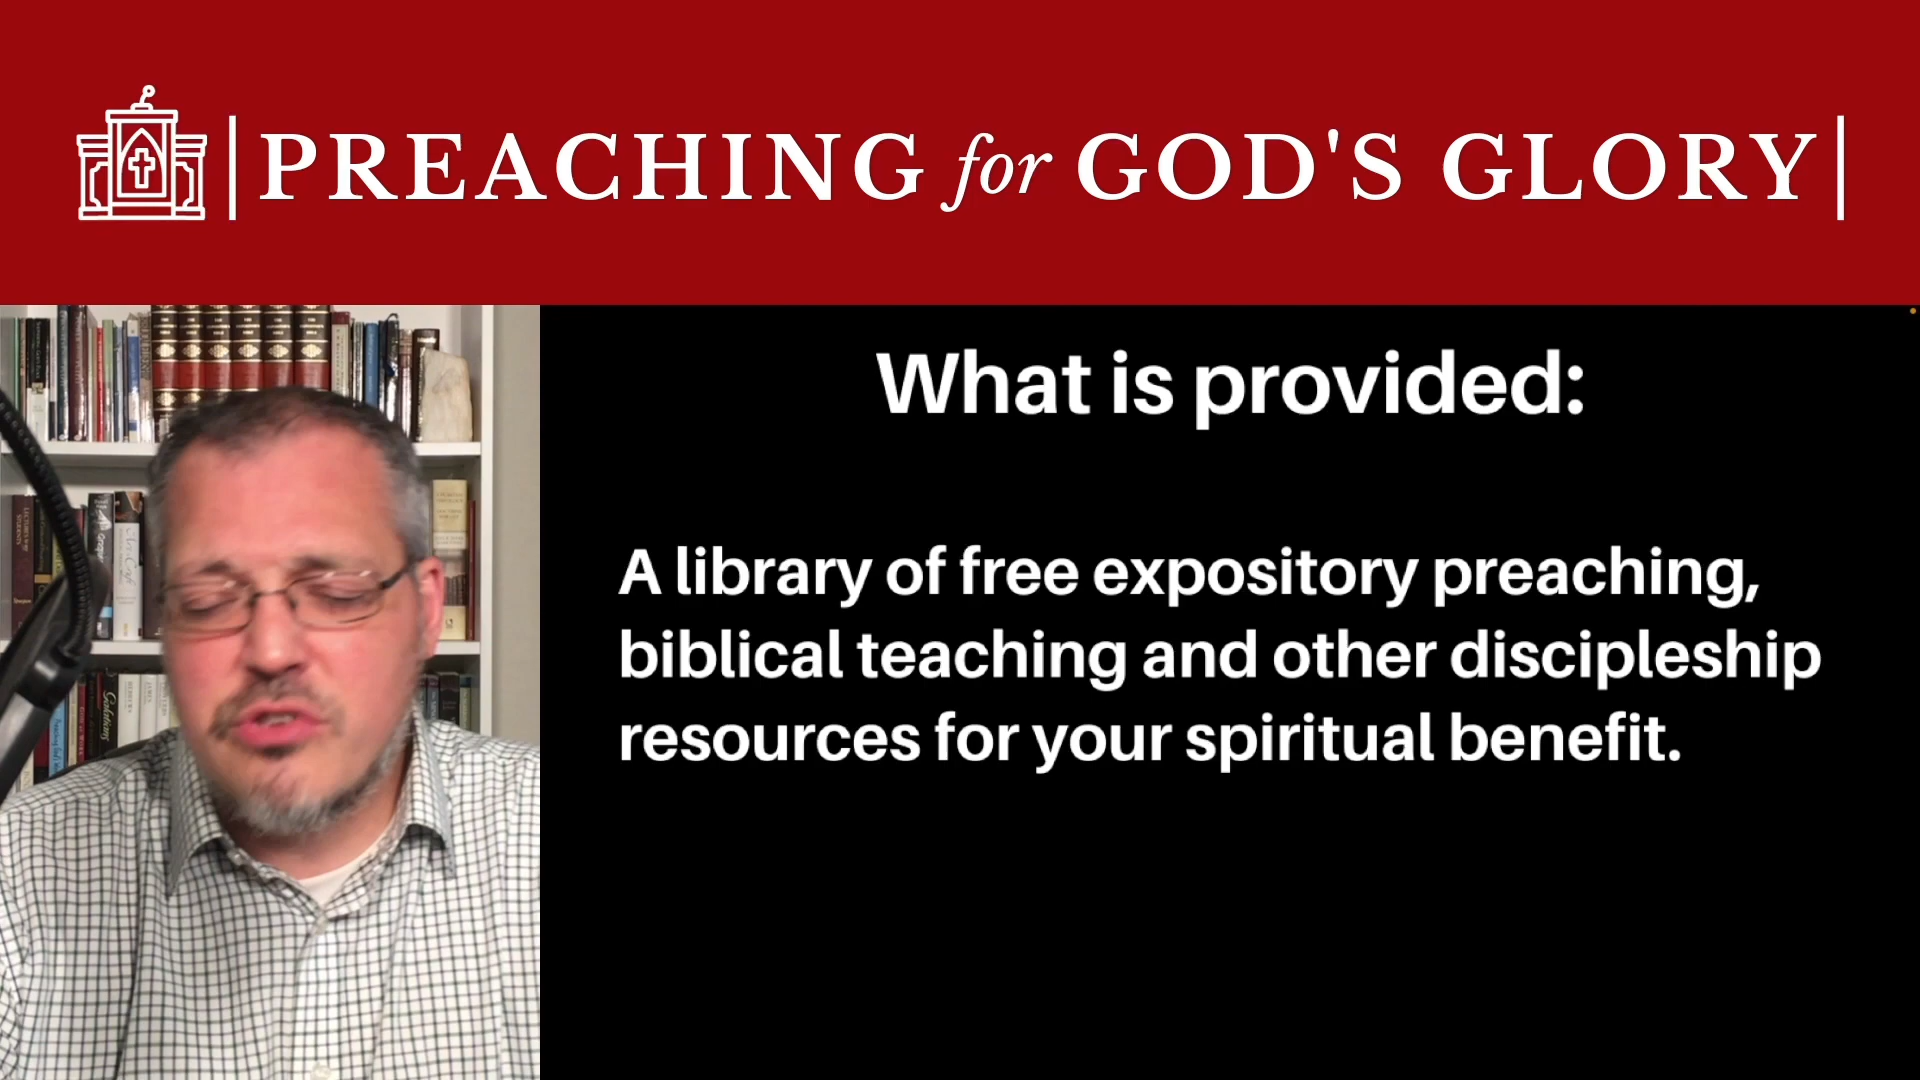 PREACHING for GOD'S GLORY
What is provided:
A library of free expository preaching,
biblical teaching and other discipleship
resources for your spiritual benefit.